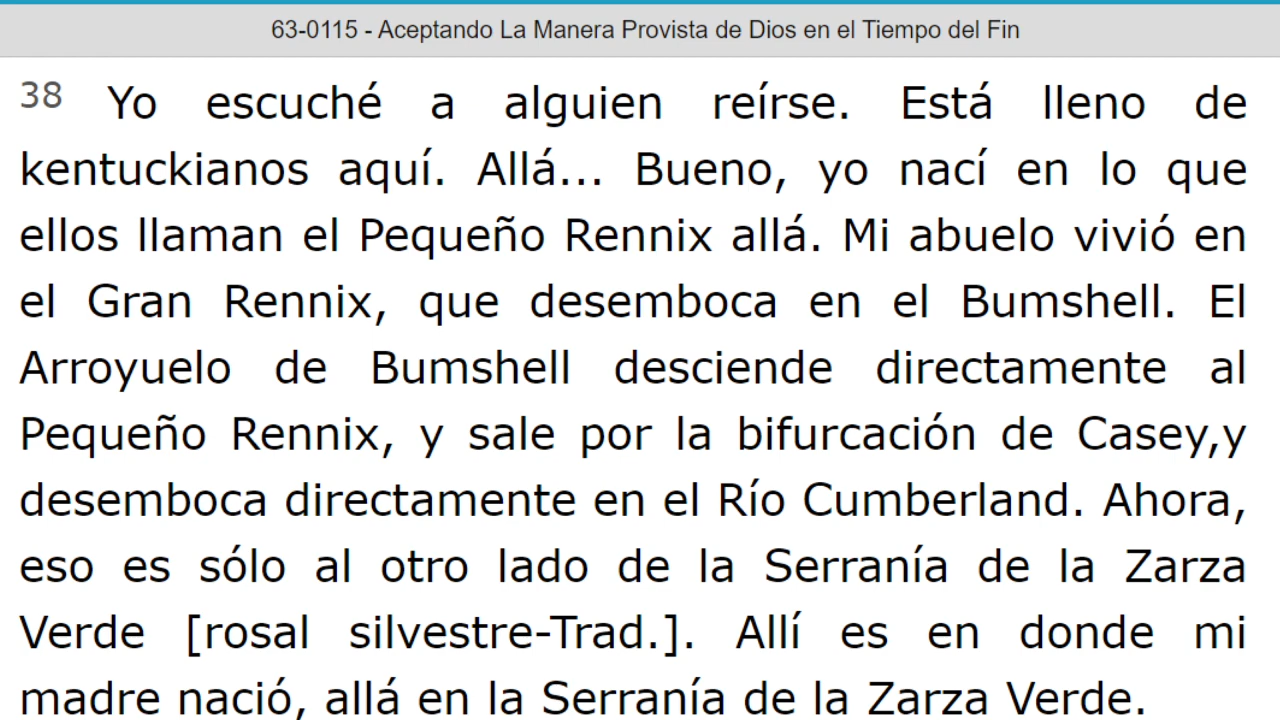 63-0115 - Aceptando La Manera Provista de Dios en el Tiempo del Fin
38 Yo escuché a alguien reírse. Está lleno de
kentuckianos aquí. Allá... Bueno, yo nací en lo que
ellos llaman el Pequeño Rennix allá. Mi abuelo vivió en
el Gran Rennix, que desemboca en el Bumshell. El
Arroyuelo de Bumshell desciende directamente al
Pequeño Rennix, y sale por la bifurcación de Casey,y
desemboca directamente en el Río Cumberland. Ahora,
eso es sólo al otro lado de la Serranía de la Zarza
Verde [rosal silvestre-Trad.]. Allí es en donde mi
madre nació, allá en la Serranía de la Zarza Verde.